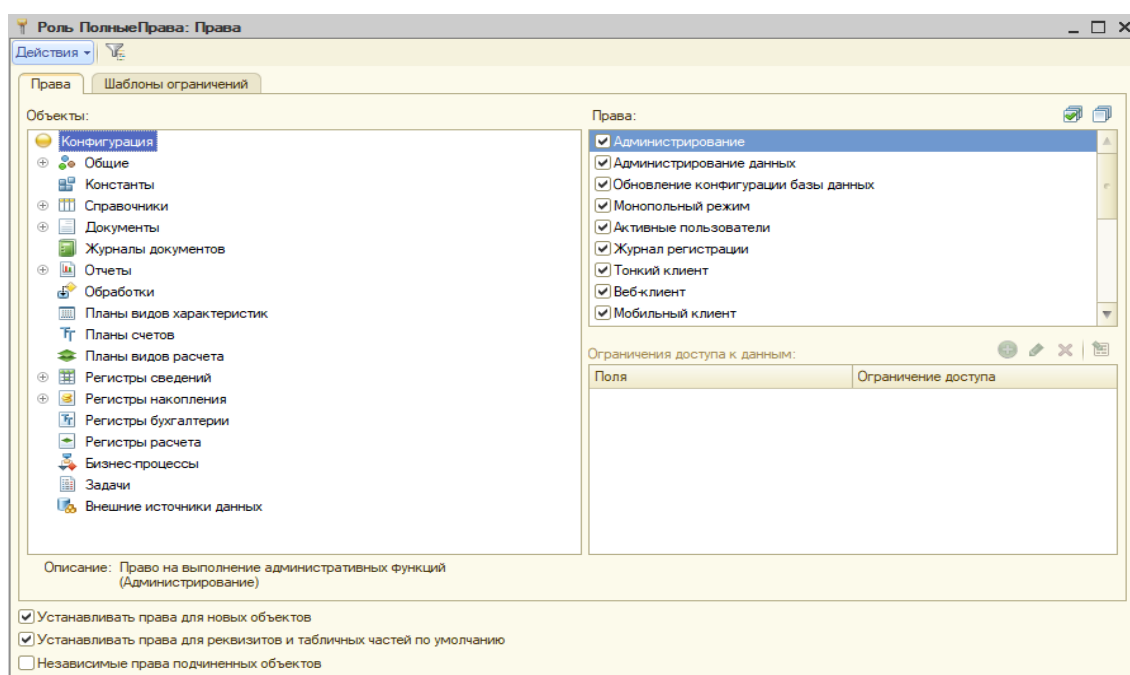 Роль ПолныеПрава: Права
Действия
Права
Шаблоны ограничений
Объекты:
Конфигурация
Общие
Константы
Справочники
Документы
Журналы документов
Отчеты
Обработки
Планы видов характеристик
Планы счетов
Планы видов расчета
Регистры сведений
Регистры накопления
Регистры бухгалтерии
Регистры расчета
Бизнес-процессы
Задачи
Внешние источники данных
Права:
Администрирование
Администрирование данных
Обновление конфигурации базы данных
Монопольный режим
Активные пользователи
Журнал регистрации
Тонкий клиент
Веб-клиент
Мобильный клиент
Ограничения доступа к данным:
Поля
Ограничение доступа
Описание: Право на выполнение административных функций
(Администрирование)
Устанавливать права для новых объектов
Устанавливать права для реквизитов и табличных частей по умолчанию
Независимые права подчиненных объектов